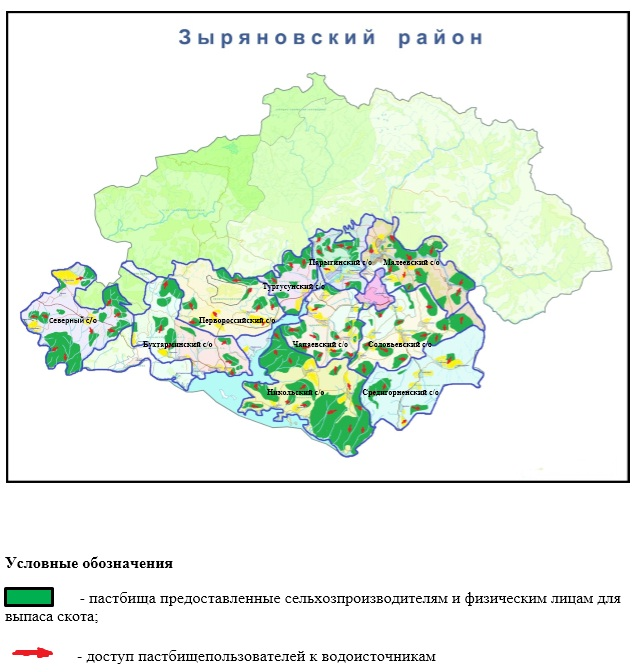 Зыряновский район
Парыгинский с/о
Малеевский с/о
Тургусунский с/о
Северный с/о
Первороссийский с/о
Бухтарминский с/о
Чапаевский с/о
Соловьевский с/о
Никольский с/о
Средигорненский с/о
Условные обозначения
- пастбища предоставленные сельхозпроизводителям и физическим лицам для
выпаса скота;
- доступ пастбищепользователей к водоисточникам